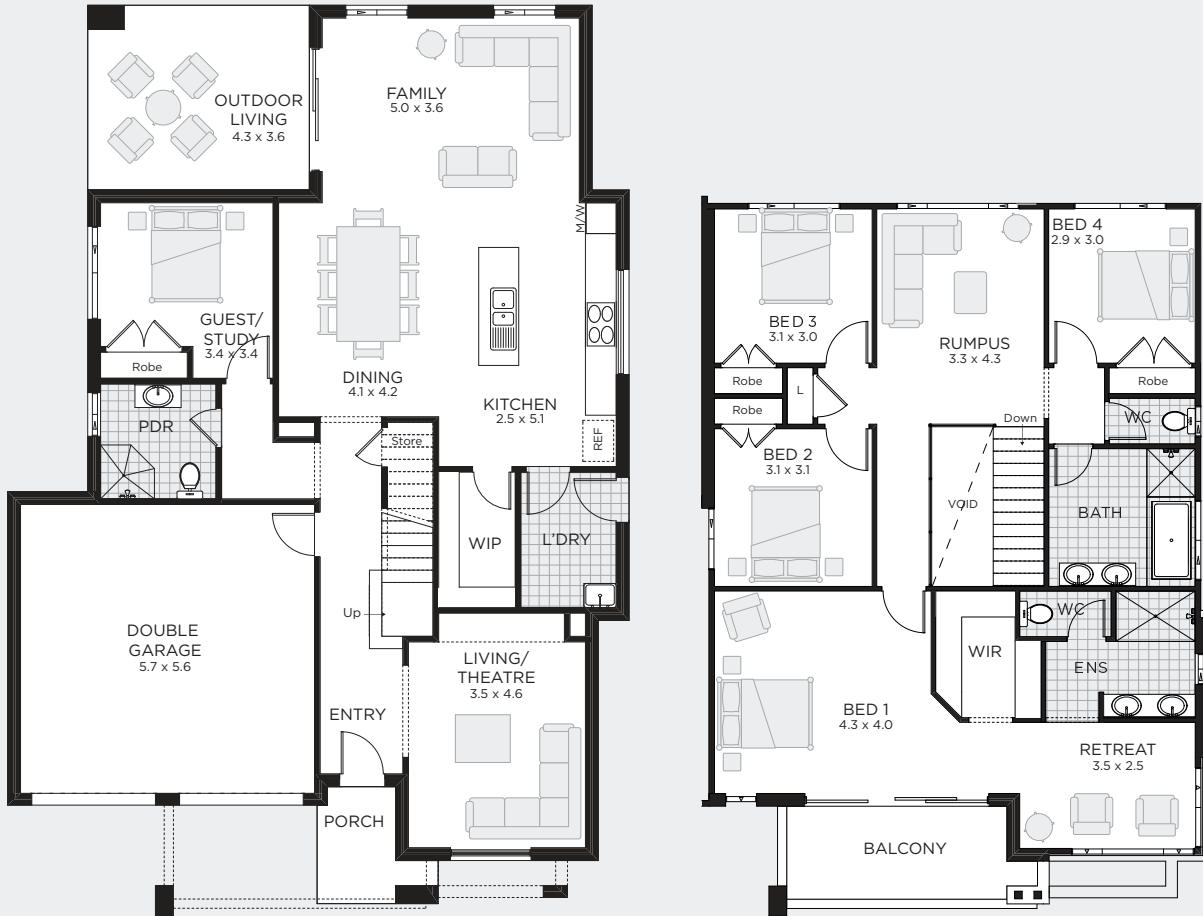 OUTDOOR
LIVING
4.3 x 3.6
FAMILY
5.0 x 3.6
M/W
GUEST/
STUDY
3.4 x 3.4
Robe
DINING
4.1 x 4.2
KITCHEN
2.5 x 5.1
REF
PDR
Store
WIP
L'DRY
Up
DOUBLE
GARAGE
5.7 x 5.6
LIVING/
THEATRE
3.5 x 4.6
ENTRY
PORCH
BED 3
3.1 x 3.0
RUMPUS
3.3 x 4.3
BED 4
2.9 x 3.0
Robe
Robe
L
Robe
Down
WC
BED 2
3.1 x 3.1
VOID
BATH
WC
WIR
ENS
BED 1
4.3 x 4.0
RETREAT
3.5 x 2.5
BALCONY